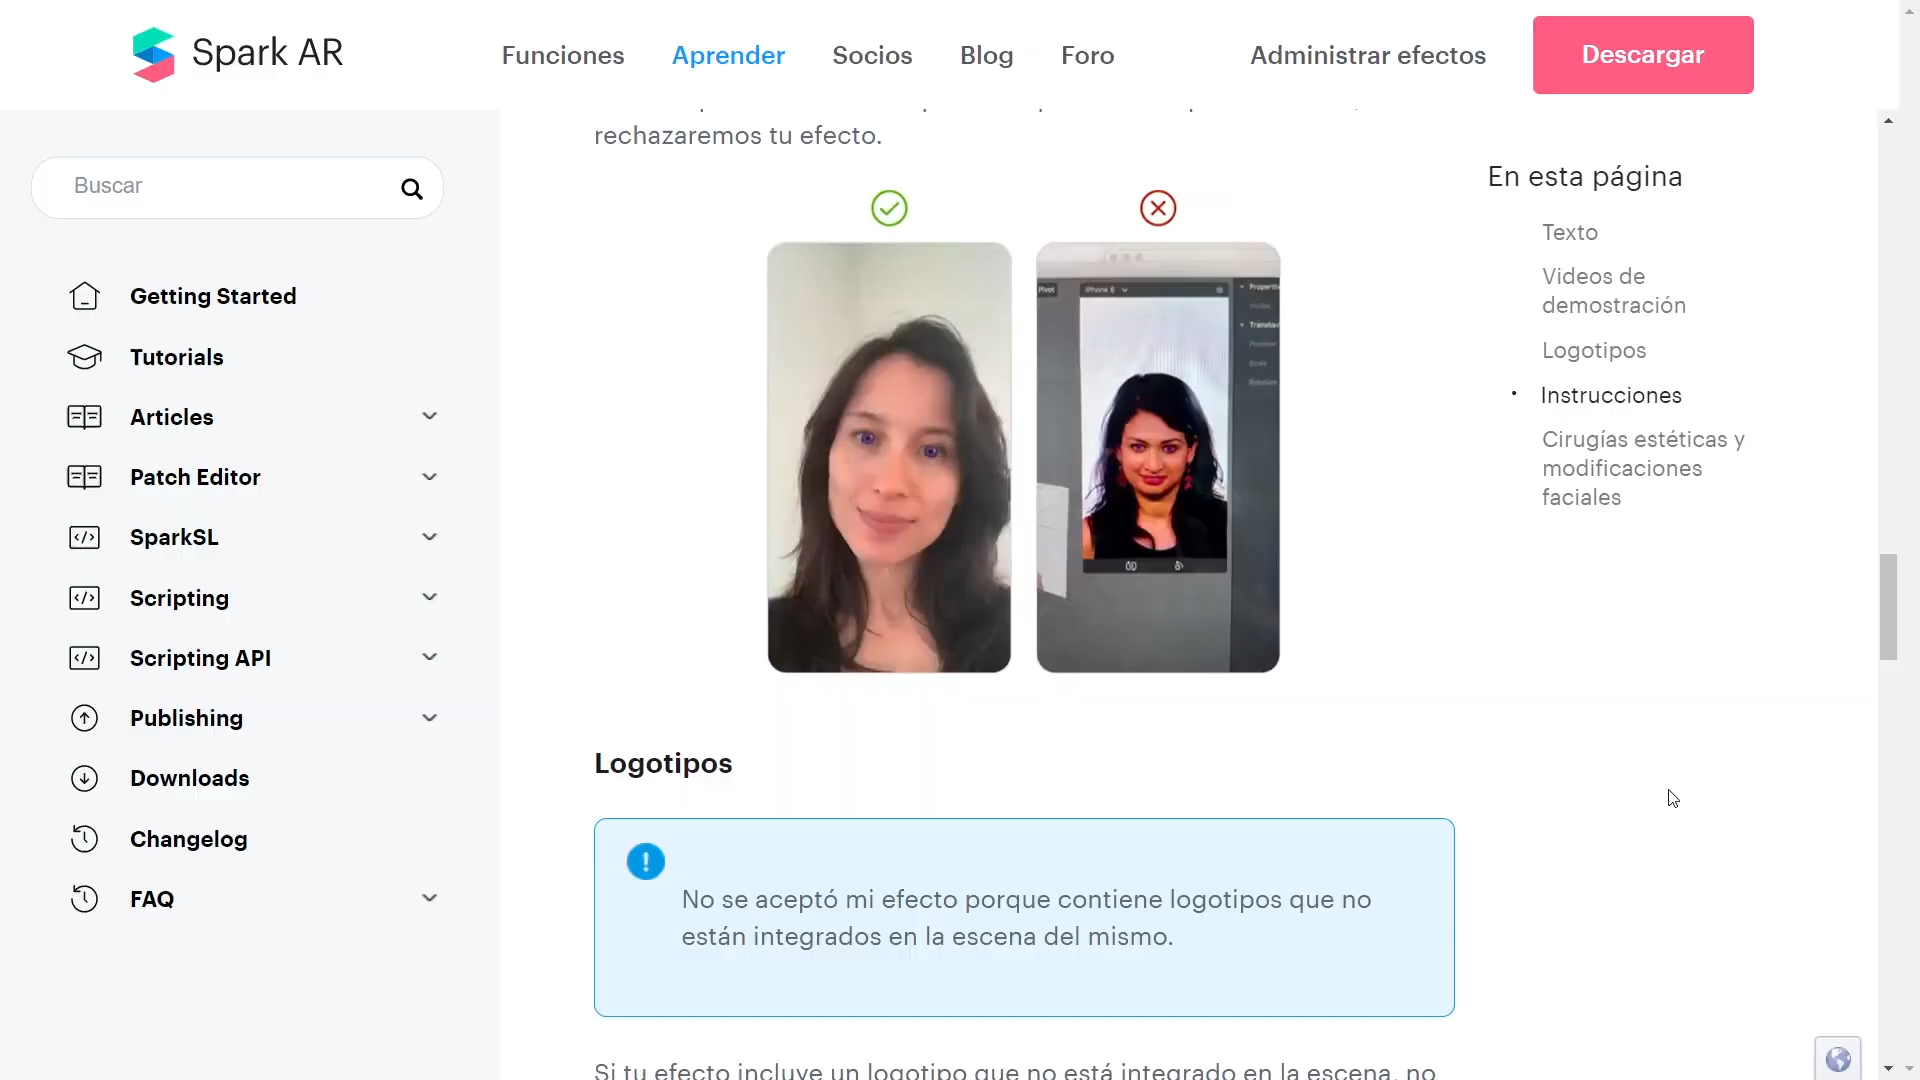 Spark AR
Funciones
Aprender
Socios
Blog
Foro
Administrar efectos
Descargar
Buscar
Getting Started
Tutorials
Articles
Patch Editor
SparkSL
Scripting
Scripting API
Publishing
Downloads
Changelog
FAQ
rechazaremos tu efecto.
Pivot
iPhone 8
Logotipos
No se aceptó mi efecto porque contiene logotipos que no
están integrados en la escena del mismo.
Si tu efecto incluye un logotipo que no está integrado en la escena, no
En esta página
Texto
Videos de
demostración
Logotipos
Instrucciones
Cirugías estéticas y
modificaciones
faciales